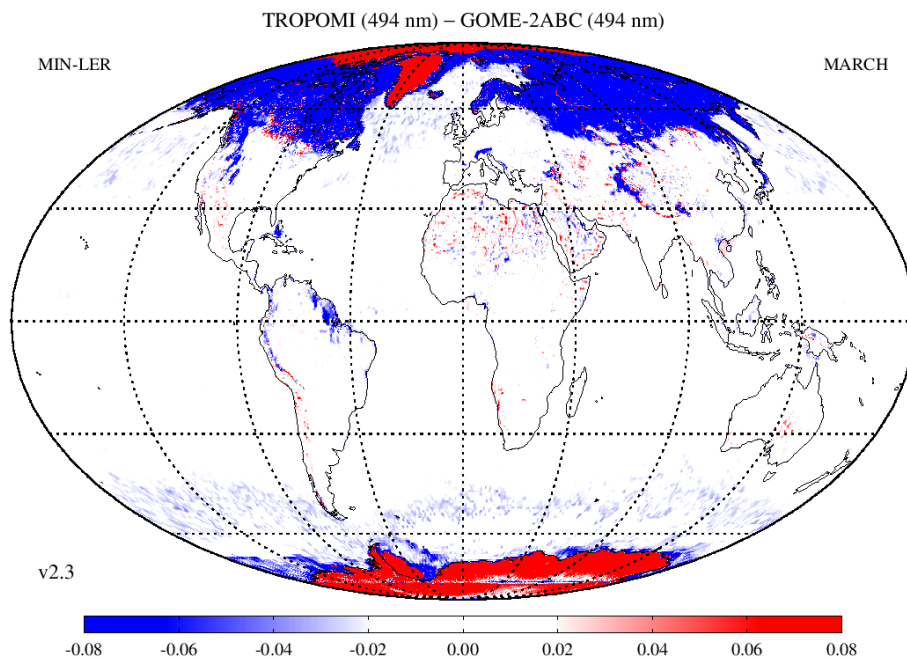 TROPOMI (494 nm) – GOME-2ABC (494 nm)
MIN-LER
MARCH
v2.3
-0.08 -0.06 -0.04 -0.02 0.00 0.02 0.04 0.06 0.08